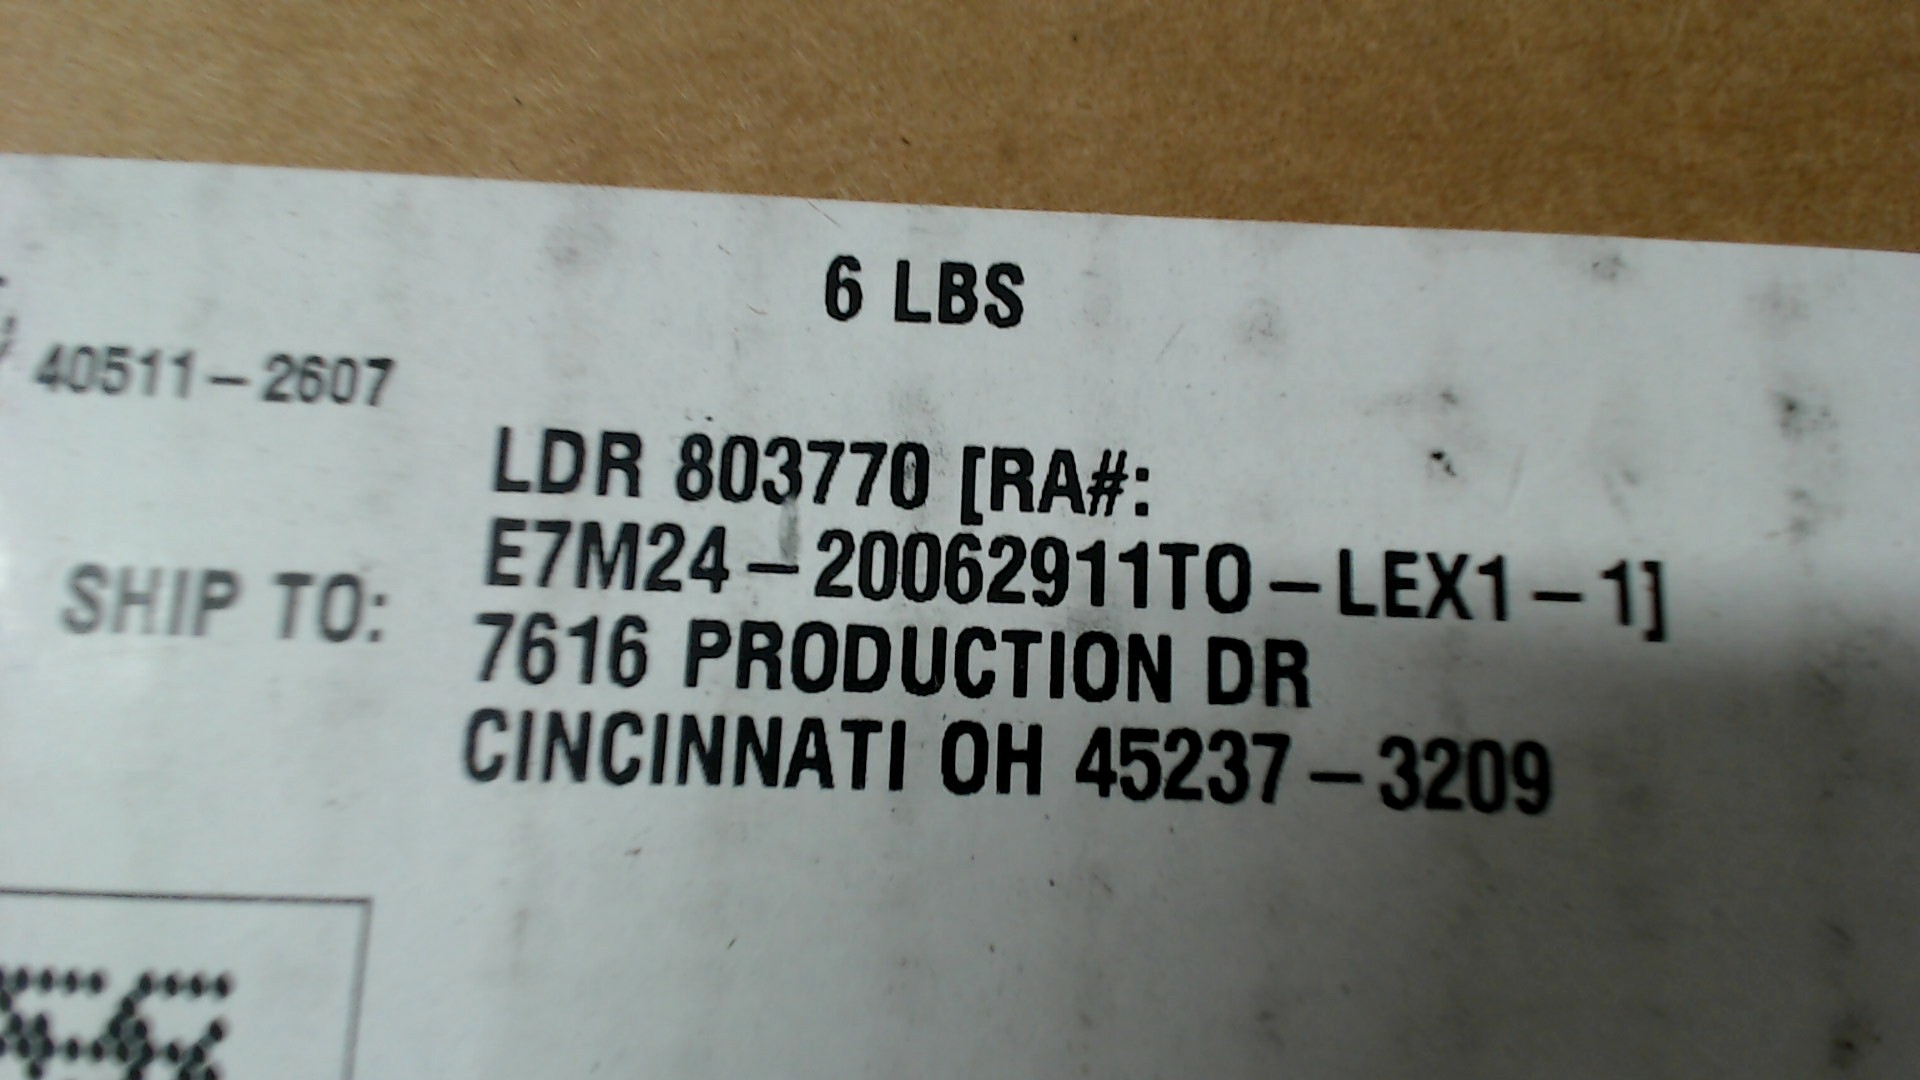 6 LBS
40511-2607
LDR 803770 [RA#:
E7M24-20062911TO-LEX1-1]
SHIP TO:
7616 PRODUCTION DR
CINCINNATI OH 45237-3209